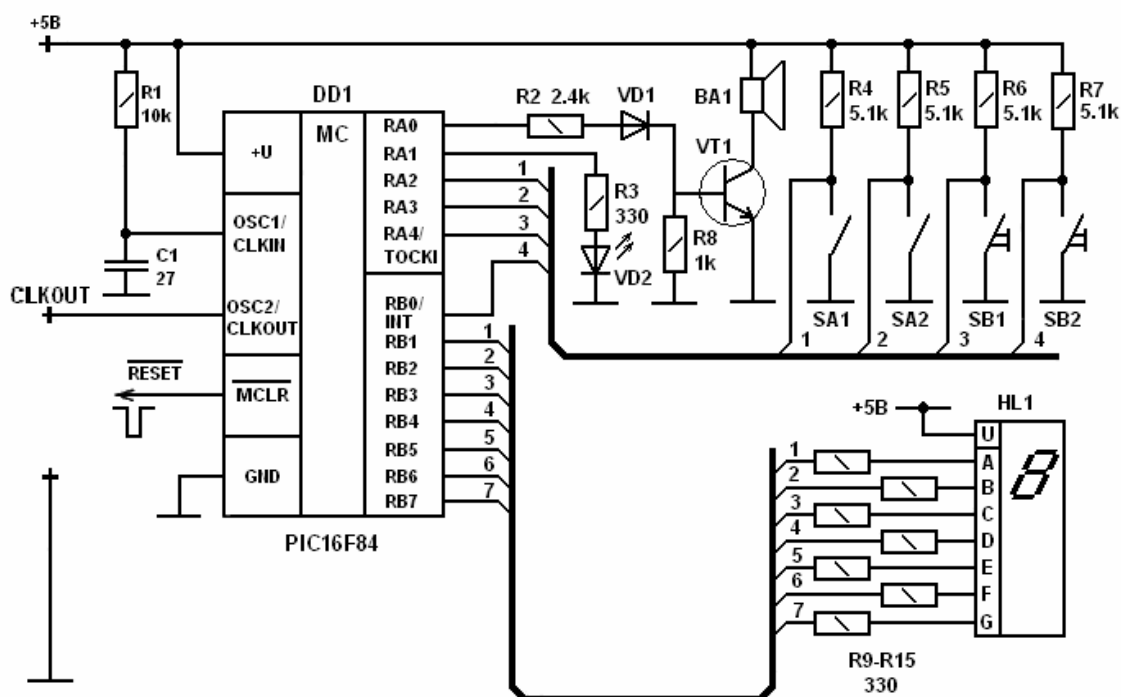 +5В
R1
10k
DD1
MC
+U
OSC1/
CLKIN
OSC2/
CLKOUT
MCLR
GND
RA0
RA1
RA2
RA3
RA4/
TOCKI
RB0/
INT
RB1
RB2
RB3
RB4
RB5
RB6
RB7
PIC16F84
C1
27
CLKOUT
RESET
1
2
3
4
1
2
3
4
5
6
7
R2 2.4k
VD1
R3
330
VD2
R8
1k
VT1
BA1
R4
5.1k
R5
5.1k
R6
5.1k
R7
5.1k
SA1
SA2
SB1
SB2
1
2
3
4
+5В
HL1
U
A
B
C
D
E
F
G
8
1
2
3
4
5
6
7
R9-R15
330